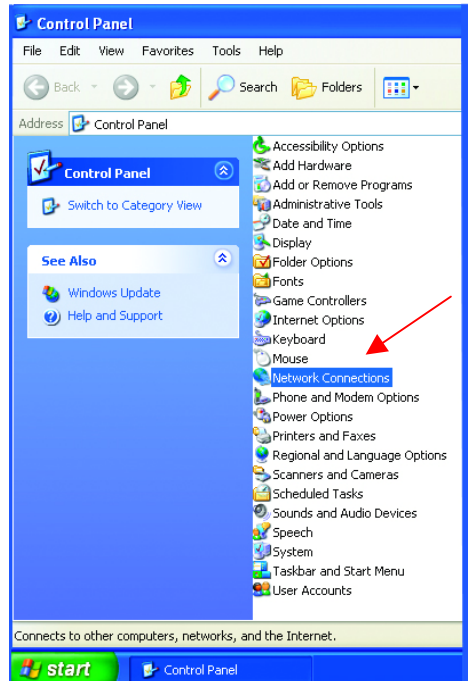 Control Panel
File Edit View Favorites Tools Help
Back Search Folders
Address Control Panel
Control Panel
Switch to Category View
See Also
Windows Update
Help and Support
Accessibility Options
Add Hardware
Add or Remove Programs
Administrative Tools
Date and Time
Display
Folder Options
Fonts
Game Controllers
Internet Options
Keyboard
Mouse
Network Connections
Phone and Modem Options
Power Options
Printers and Faxes
Regional and Language Options
Scanners and Cameras
Scheduled Tasks
Sounds and Audio Devices
Speech
System
Taskbar and Start Menu
User Accounts
Connects to other computers, networks, and the Internet.
start Control Panel